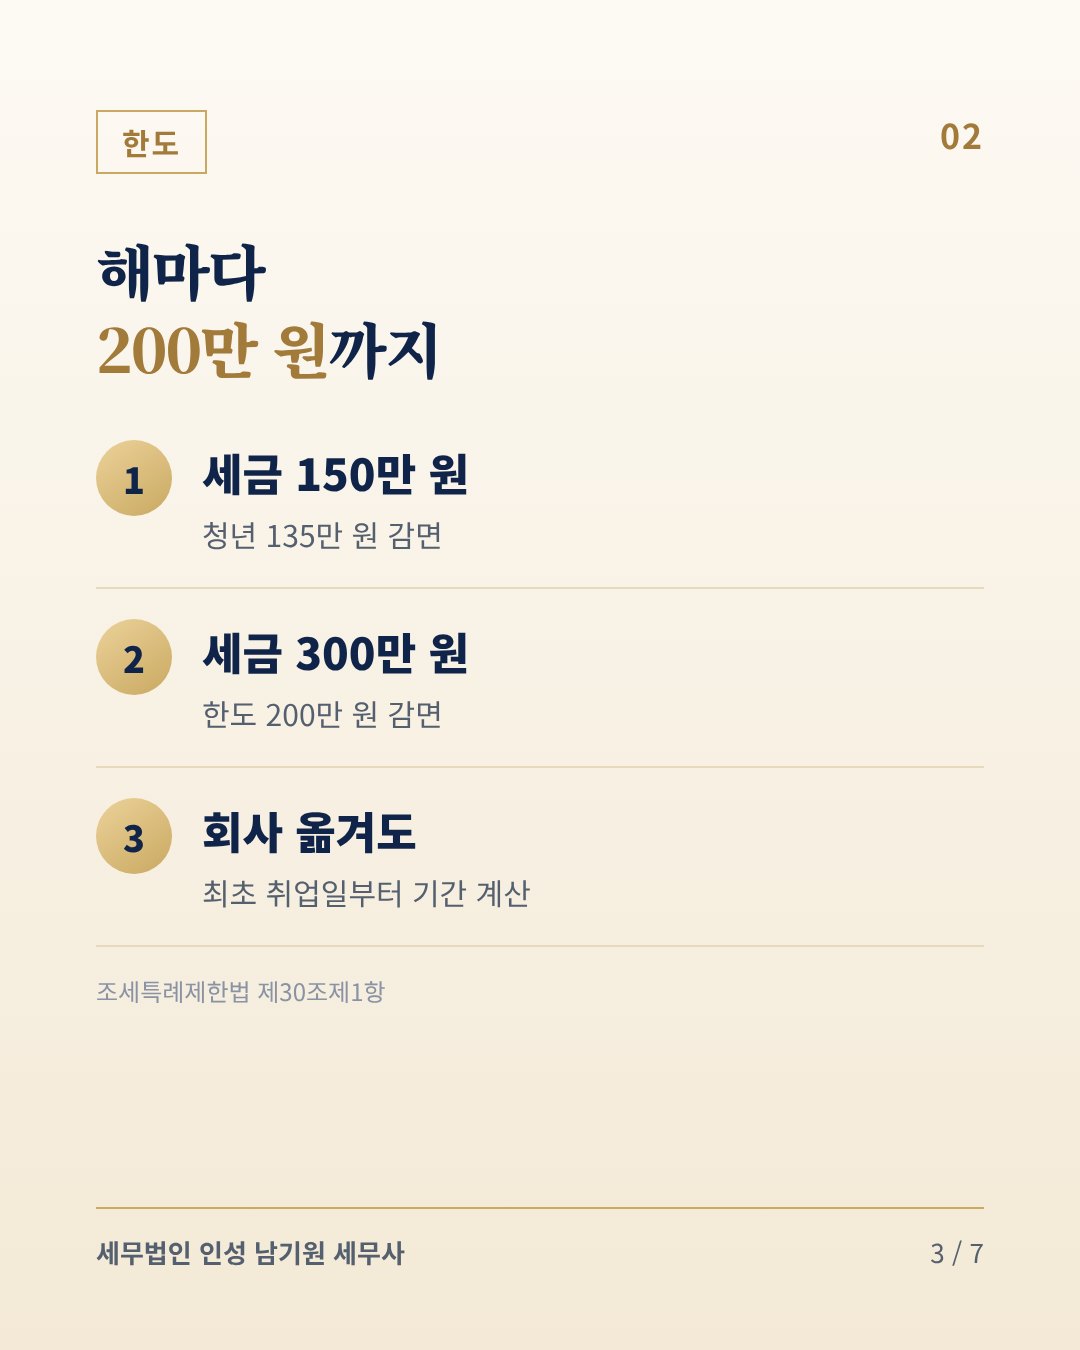 한도
02
해마다
200만 원까지
1
세금 150만 원
청년 135만 원 감면
2
세금 300만 원
한도 200만 원 감면
3
회사 옮겨도
최초 취업일부터 기간 계산
조세특례제한법 제30조제1항
세무법인 인성 남기원 세무사
3 / 7